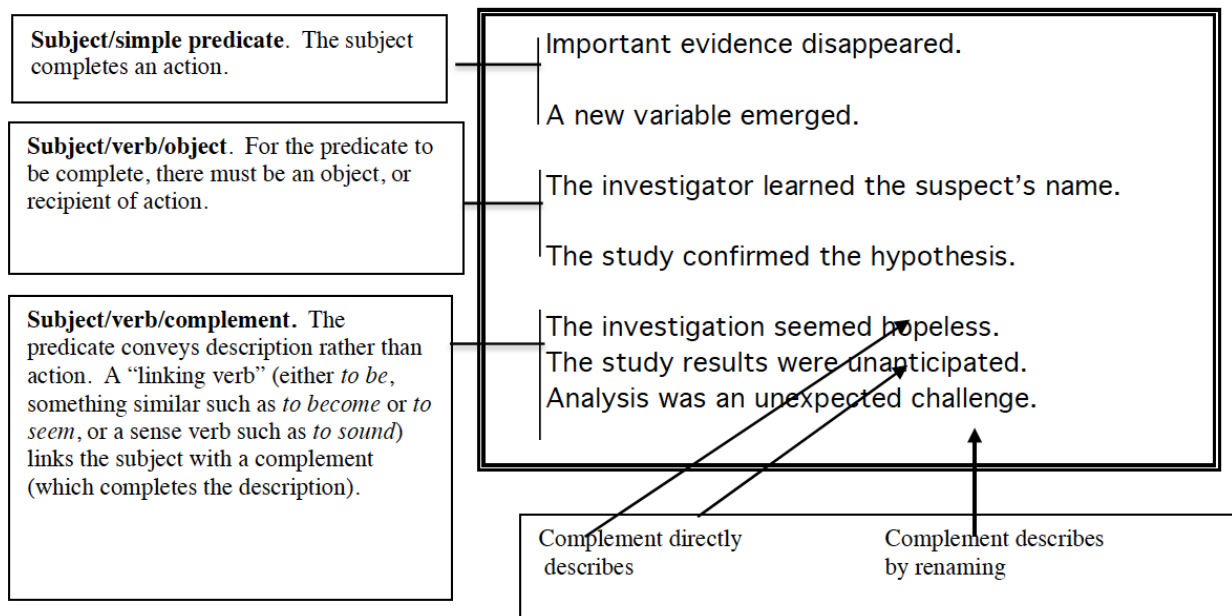 Subject/simple predicate.  The subject
completes an action.
Important evidence disappeared.
A new variable emerged.
Subject/verb/object.  For the predicate to
be complete, there must be an object, or
recipient of action.
The investigator learned the suspect’s name.
The study confirmed the hypothesis.
Subject/verb/complement.  The
predicate conveys description rather than
action.  A “linking verb” (either to be,
something similar such as to become or to
seem, or a sense verb such as to sound)
links the subject with a complement
(which completes the description).
The investigation seemed hopeless.
The study results were unanticipated.
Analysis was an unexpected challenge.
Complement directly
describes
Complement describes
by renaming